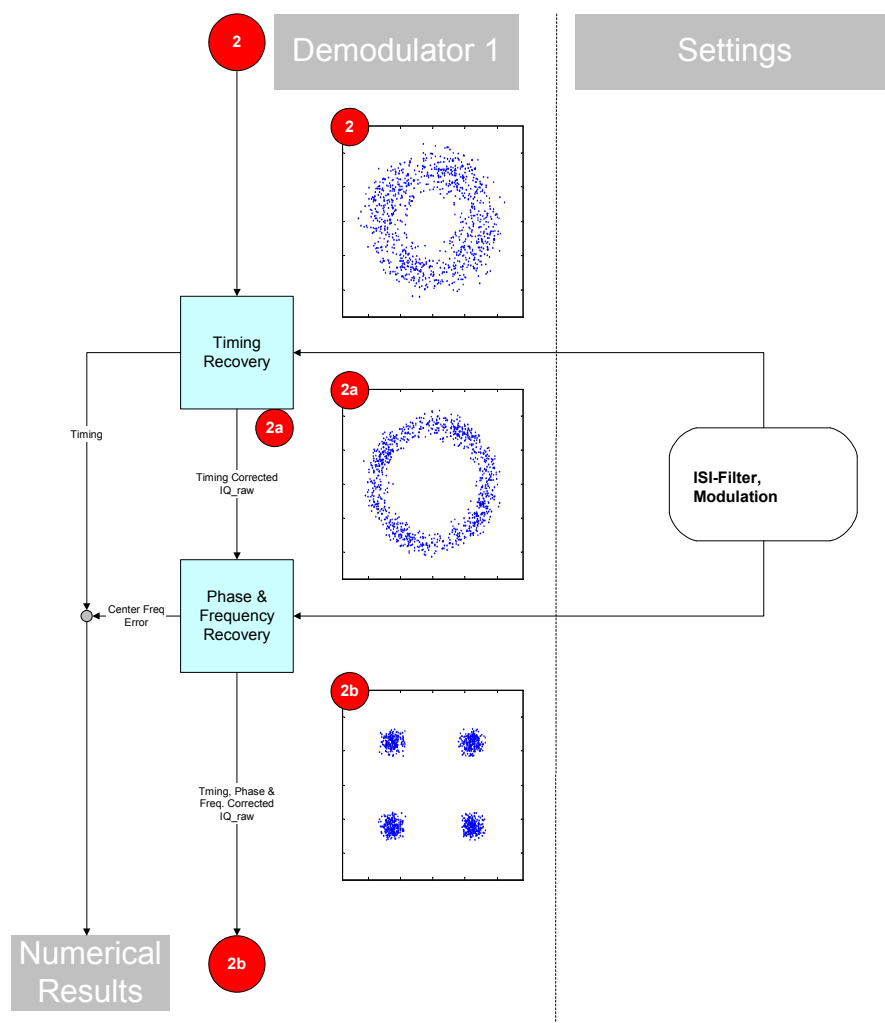 2
Demodulator 1
Settings
2
Timing
Recovery
2a
2a
Timing
Timing Corrected
IQ_raw
ISI-Filter,
Modulation
Phase &
Frequency
Recovery
Center Freq
Error
2b
Tming, Phase &
Freq. Corrected
IQ_raw
Numerical
Results
2b